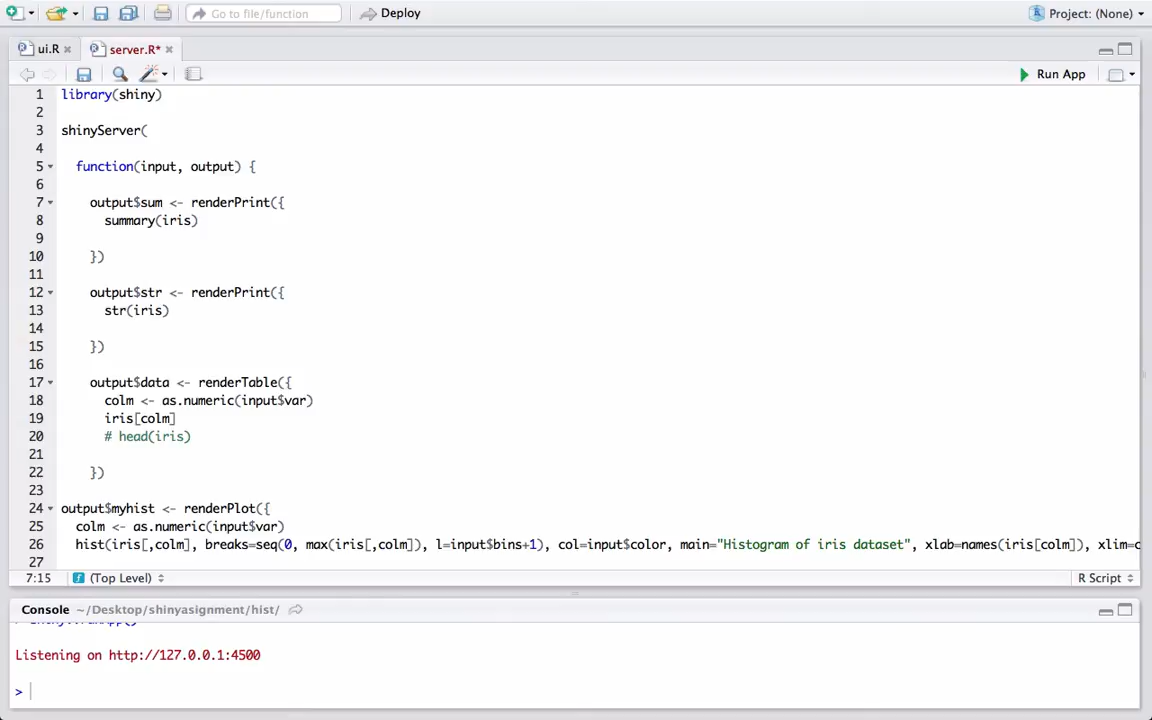 Go to file/function
Deploy
Project: (None)
ui.R
server.R*
Run App
1 library(shiny)
2
3 shinyServer(
4
5 function(input, output) {
6
7 output$sum <- renderPrint({
8 summary(iris)
9
10 })
11
12 output$str <- renderPrint({
13 str(iris)
14
15 })
16
17 output$data <- renderTable({
18 colm <- as.numeric(input$var)
19 iris[colm]
20 # head(iris)
21
22 })
23
24 output$myhist <- renderPlot({
25 colm <- as.numeric(input$var)
26 hist(iris[,colm], breaks=seq(0, max(iris[,colm]), l=input$bins+1), col=input$color, main="Histogram of iris dataset", xlab=names(iris[colm]), xlim=c
27
7:15 (Top Level) R Script
Console ~/Desktop/shinyasignment/hist/
Listening on http://127.0.0.1:4500
>